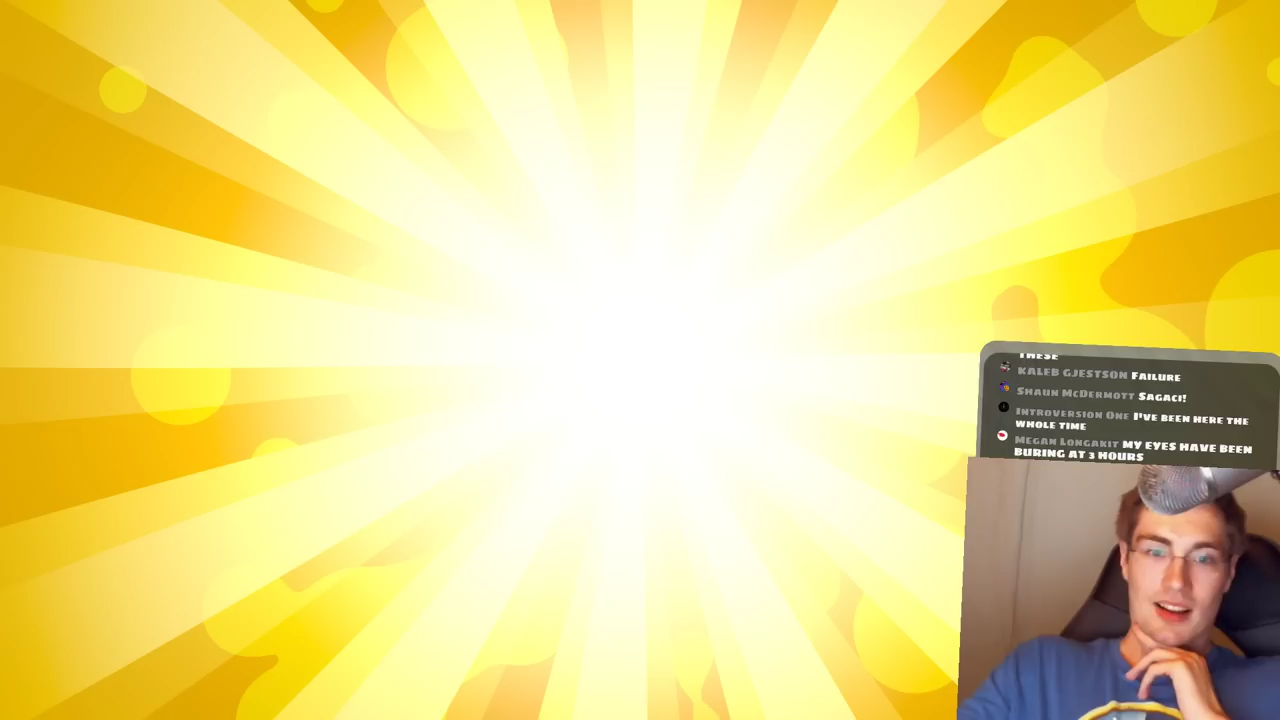 THESE
KALEB GJESTSON FAILURE
SHAUN MCDERMOTT SAGACI!
INTROVERSION ONE I'VE BEEN HERE THE
WHOLE TIME
MEGAN LONGAKIT MY EYES HAVE BEEN
BURING AT 3 HOURS